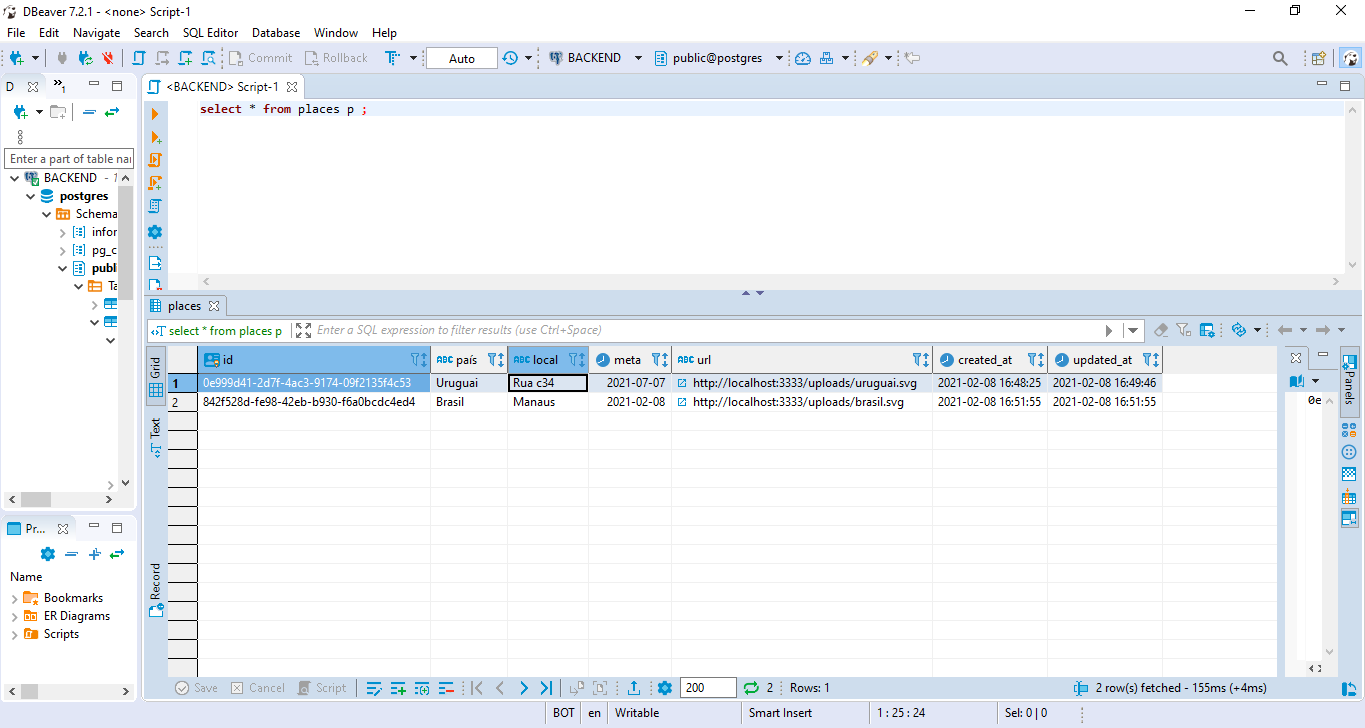 DBeaver 7.2.1 - <none> Script-1
File Edit Navigate Search SQL Editor Database Window Help
Commit Rollback Auto BACKEND public@postgres
D »1 <BACKEND> Script-1
select * from places p ;
Enter a part of table nar
BACKEND - 1
postgres
Schema
infor
pg_c
publ
Ta
places
select * from places p Enter a SQL expression to filter results (use Ctrl+Space)
Grid
Text
Record
id ABC país ABC local meta ABC url created_at updated_at
1 0e999d41-2d7f-4ac3-9174-09f2135f4c53 Uruguai Rua c34 2021-07-07 http://localhost:3333/uploads/uruguai.svg 2021-02-08 16:48:25 2021-02-08 16:49:46
2 842f528d-fe98-42eb-b930-f6a0bcdc4ed4 Brasil Manaus 2021-02-08 http://localhost:3333/uploads/brasil.svg 2021-02-08 16:51:55 2021-02-08 16:51:55
Panels
0e
Pr...
Name
Bookmarks
ER Diagrams
Scripts
Save Cancel Script 200 2 Rows: 1 2 row(s) fetched - 155ms (+4ms)
BOT en Writable Smart Insert 1 : 25 : 24 Sel: 0 | 0